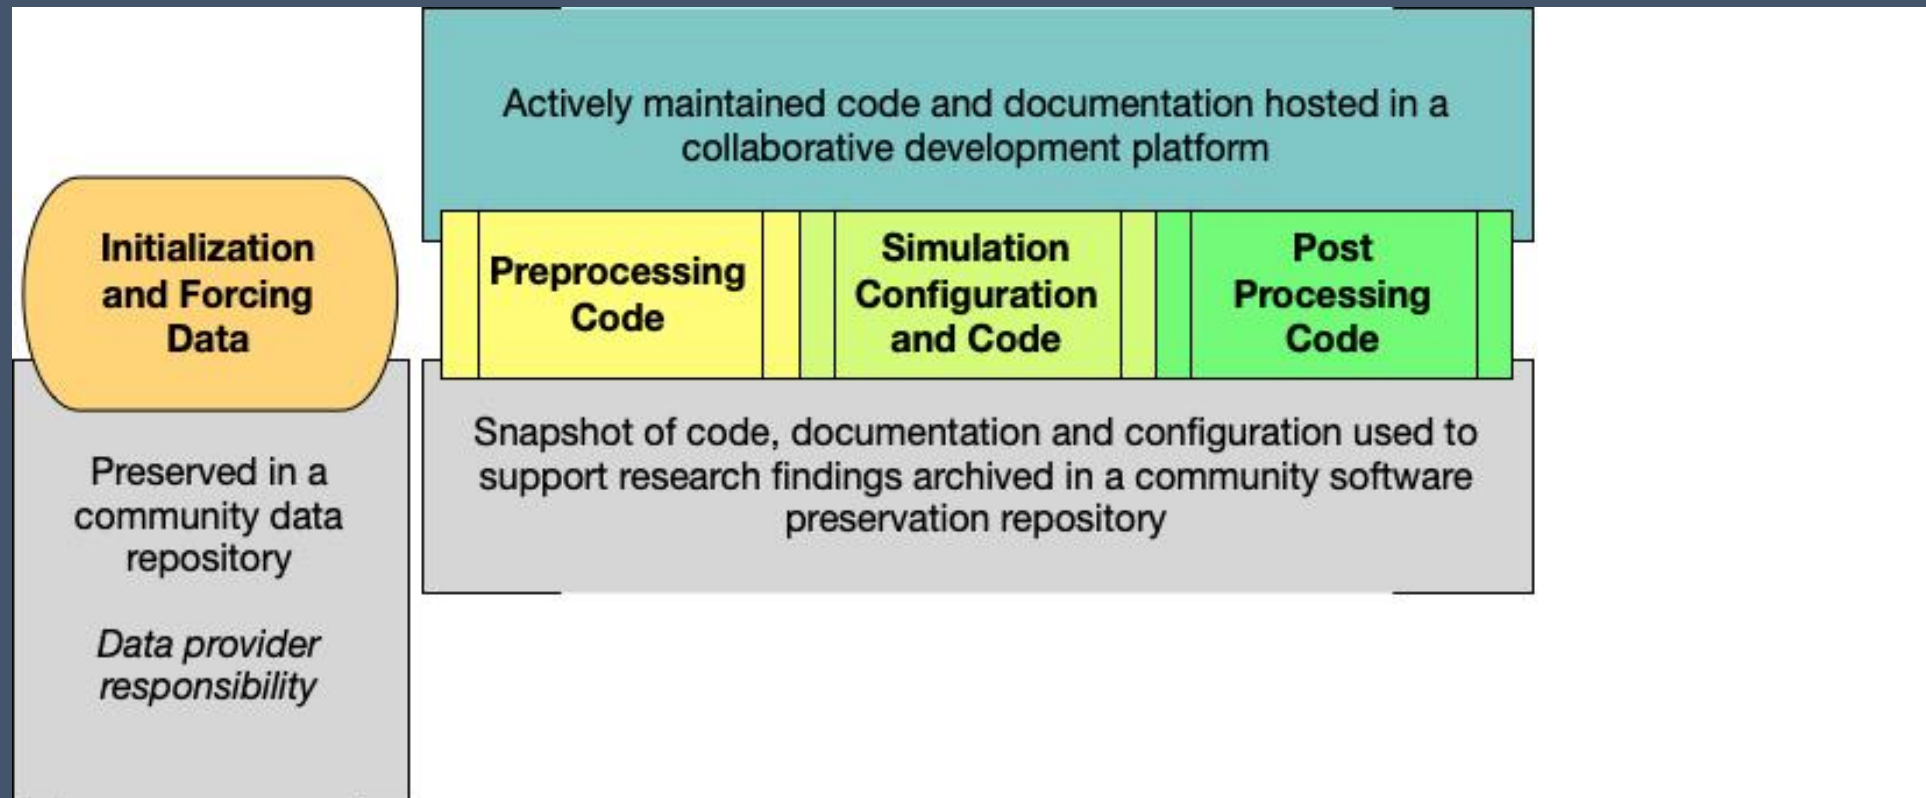 Actively maintained code and documentation hosted in a
collaborative development platform
Initialization
and Forcing
Data
Preprocessing
Code
Simulation
Configuration
and Code
Post
Processing
Code
Preserved in a
community data
repository
Data provider
responsibility
Snapshot of code, documentation and configuration used to
support research findings archived in a community software
preservation repository